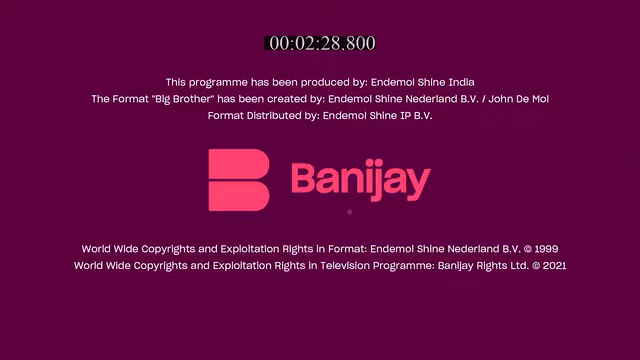 00:02:28.800
This programme has been produced by: Endemol Shine India
The Format "Big Brother" has been created by: Endemol Shine Nederland B.V. / John De Mol
Format Distributed by: Endemol Shine IP B.V.
Banijay
World Wide Copyrights and Exploitation Rights in Format: Endemol Shine Nederland B.V. © 1999
World Wide Copyrights and Exploitation Rights in Television Programme: Banijay Rights Ltd. © 2021